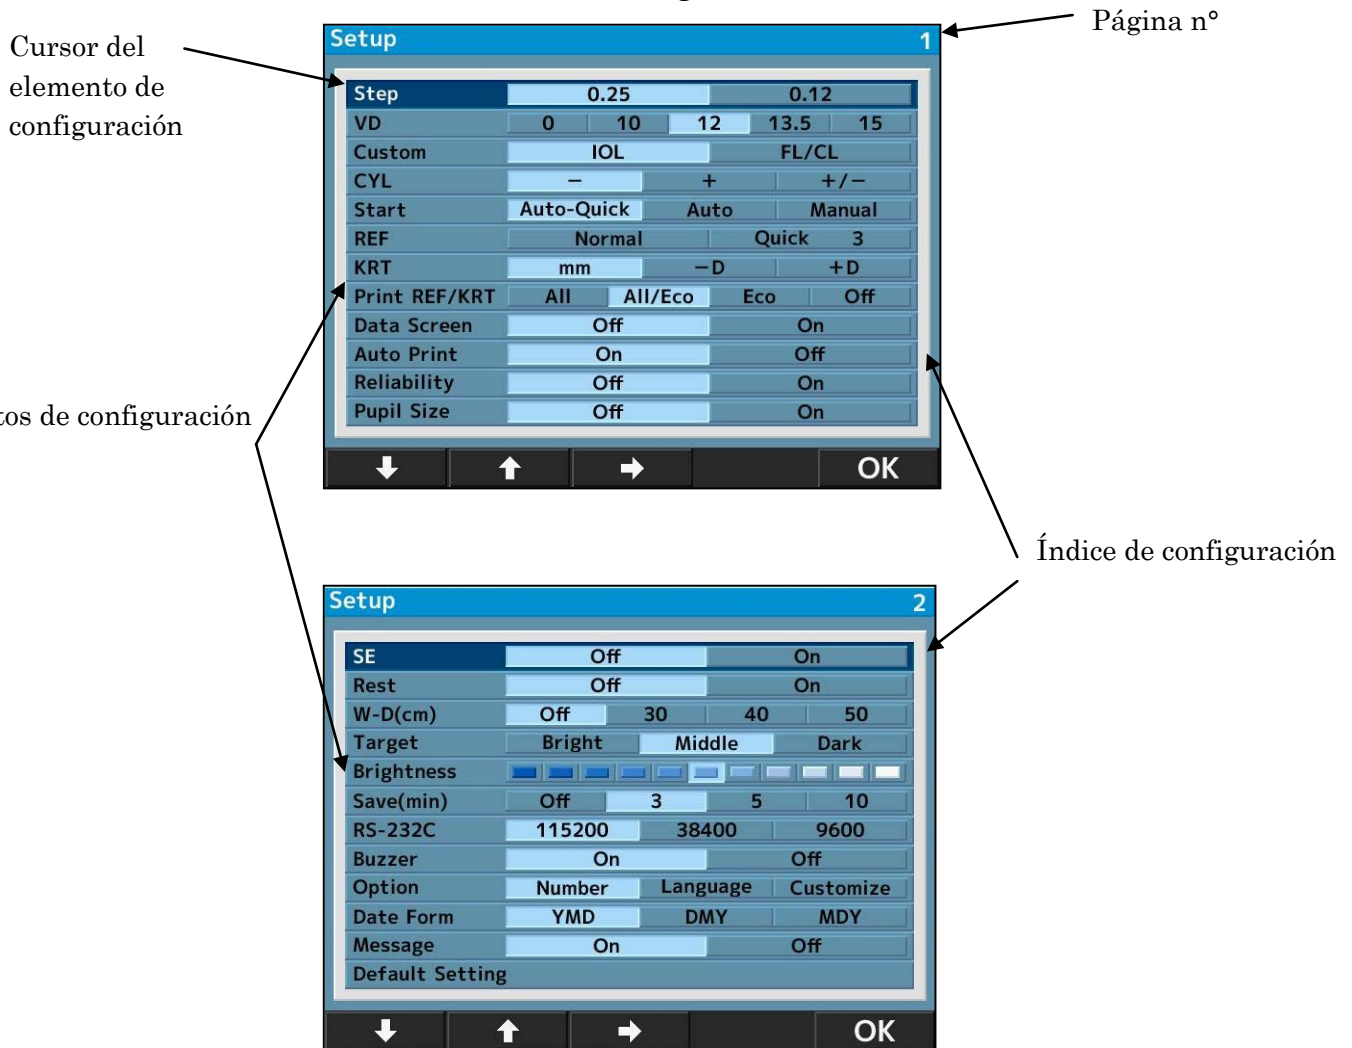 Página n°
Cursor del
elemento de
configuración
Setup 1
Step 0.25 0.12
VD 0 10 12 13.5 15
Custom IOL FL/CL
CYL − + +/−
Start Auto-Quick Auto Manual
REF Normal Quick 3
KRT mm −D +D
Print REF/KRT All All/Eco Eco Off
Data Screen Off On
Auto Print On Off
Reliability Off On
Pupil Size Off On
OK
tos de configuración
Índice de configuración
Setup 2
SE Off On
Rest Off On
W-D(cm) Off 30 40 50
Target Bright Middle Dark
Brightness
Save(min) Off 3 5 10
RS-232C 115200 38400 9600
Buzzer On Off
Option Number Language Customize
Date Form YMD DMY MDY
Message On Off
Default Setting
OK